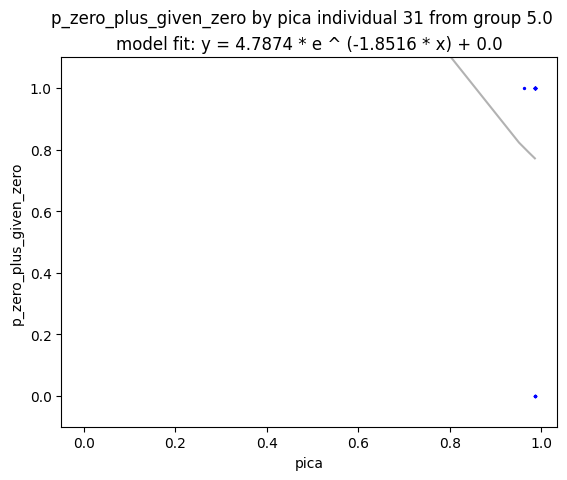 p_zero_plus_given_zero by pica individual 31 from group 5.0
model fit: y = 4.7874 * e ^ (-1.8516 * x) + 0.0
1.0
0.8
0.6
0.4
0.2
0.0
p_zero_plus_given_zero
0.0 0.2 0.4 0.6 0.8 1.0
pica